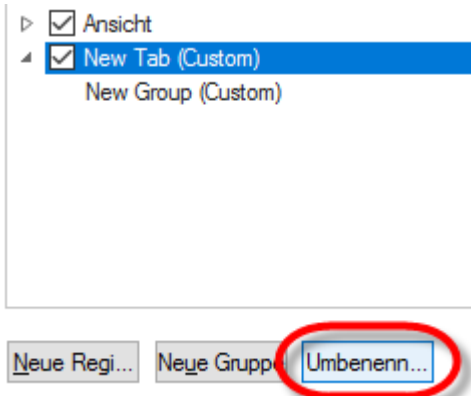 Ansicht
New Tab (Custom)
New Group (Custom)
Neue Regi... Neue Gruppe Umbenenn...